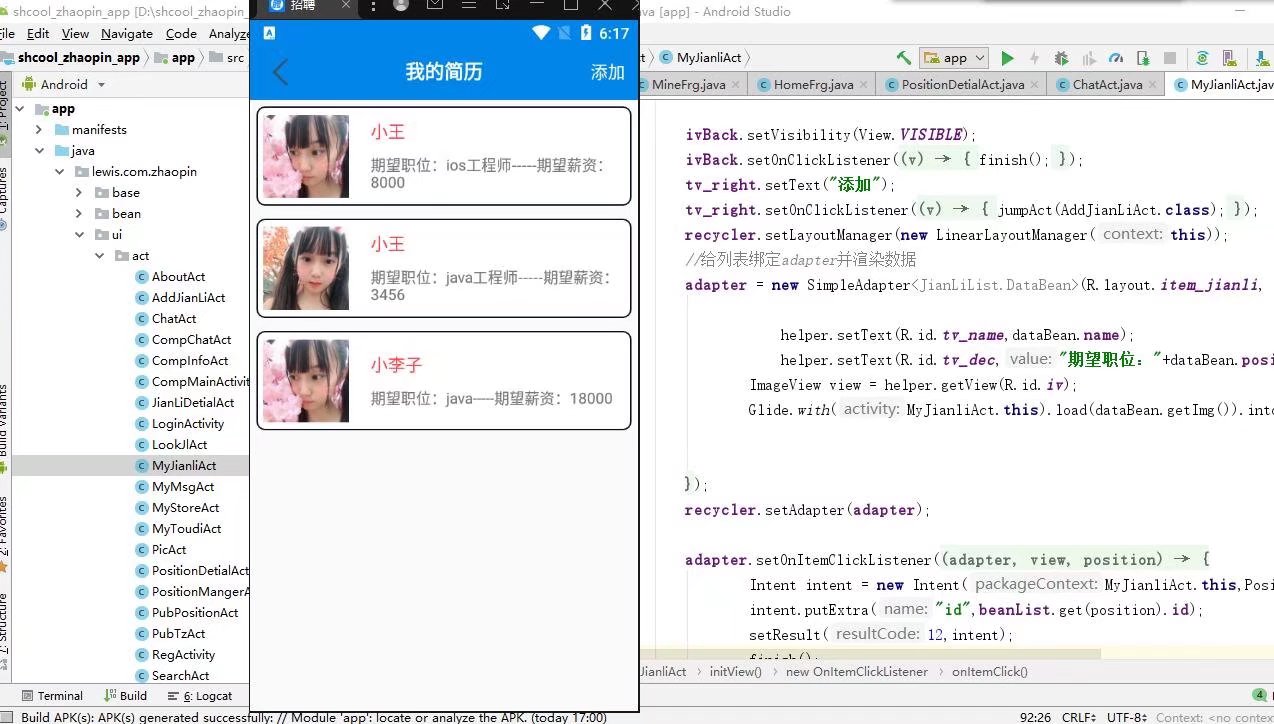 shcool_zhaopin_app [D:\shcool_zhaopin_
招聘
java [app] - Android Studio
File Edit View Navigate Code Analyze
6:17
shcool_zhaopin_app app src
MyJianliAct
app
Android
我的简历
添加
MineFrg.java HomeFrg.java PositionDetialAct.java ChatAct.java MyJianliAct.jav
1: Project
Captures
Build Variants
2: Favorites
7: Structure
app
manifests
java
lewis.com.zhaopin
base
bean
ui
act
AboutAct
AddJianLiAct
ChatAct
CompChatAct
CompInfoAct
CompMainActivit
JianLiDetialAct
LoginActivity
LookJlAct
MyJianliAct
MyMsgAct
MyStoreAct
MyToudiAct
PicAct
PositionDetialAct
PositionMangerA
PubPositionAct
PubTzAct
RegActivity
SearchAct
小王
期望职位：ios工程师-----期望薪资：
8000
小王
期望职位：java工程师-----期望薪资：
3456
小李子
期望职位：java-----期望薪资：18000
ivBack.setVisibility(View.VISIBLE);
ivBack.setOnClickListener((v) → { finish(); });
tv_right.setText("添加");
tv_right.setOnClickListener((v) → { jumpAct(AddJianLiAct.class); });
recycler.setLayoutManager(new LinearLayoutManager( context: this));
//给列表绑定adapter并渲染数据
adapter = new SimpleAdapter<JianLiList.DataBean>(R.layout.item_jianli,
helper.setText(R.id.tv_name,dataBean.name);
helper.setText(R.id.tv_dec, value: "期望职位："+dataBean.posi
ImageView view = helper.getView(R.id.iv);
Glide.with( activity: MyJianliAct.this).load(dataBean.getImg()).into
});
recycler.setAdapter(adapter);
adapter.setOnItemClickListener((adapter, view, position) → {
Intent intent = new Intent( packageContext: MyJianliAct.this,Posi
intent.putExtra( name: "id",beanList.get(position).id);
setResult( resultCode: 12,intent);
finish();
JianliAct initView() new OnItemClickListener onItemClick()
Terminal Build 6: Logcat
4
Build APK(s): APK(s) generated successfully: // Module 'app': locate or analyze the APK. (today 17:00)
92:26 CRLF UTF-8 Context: <no contex